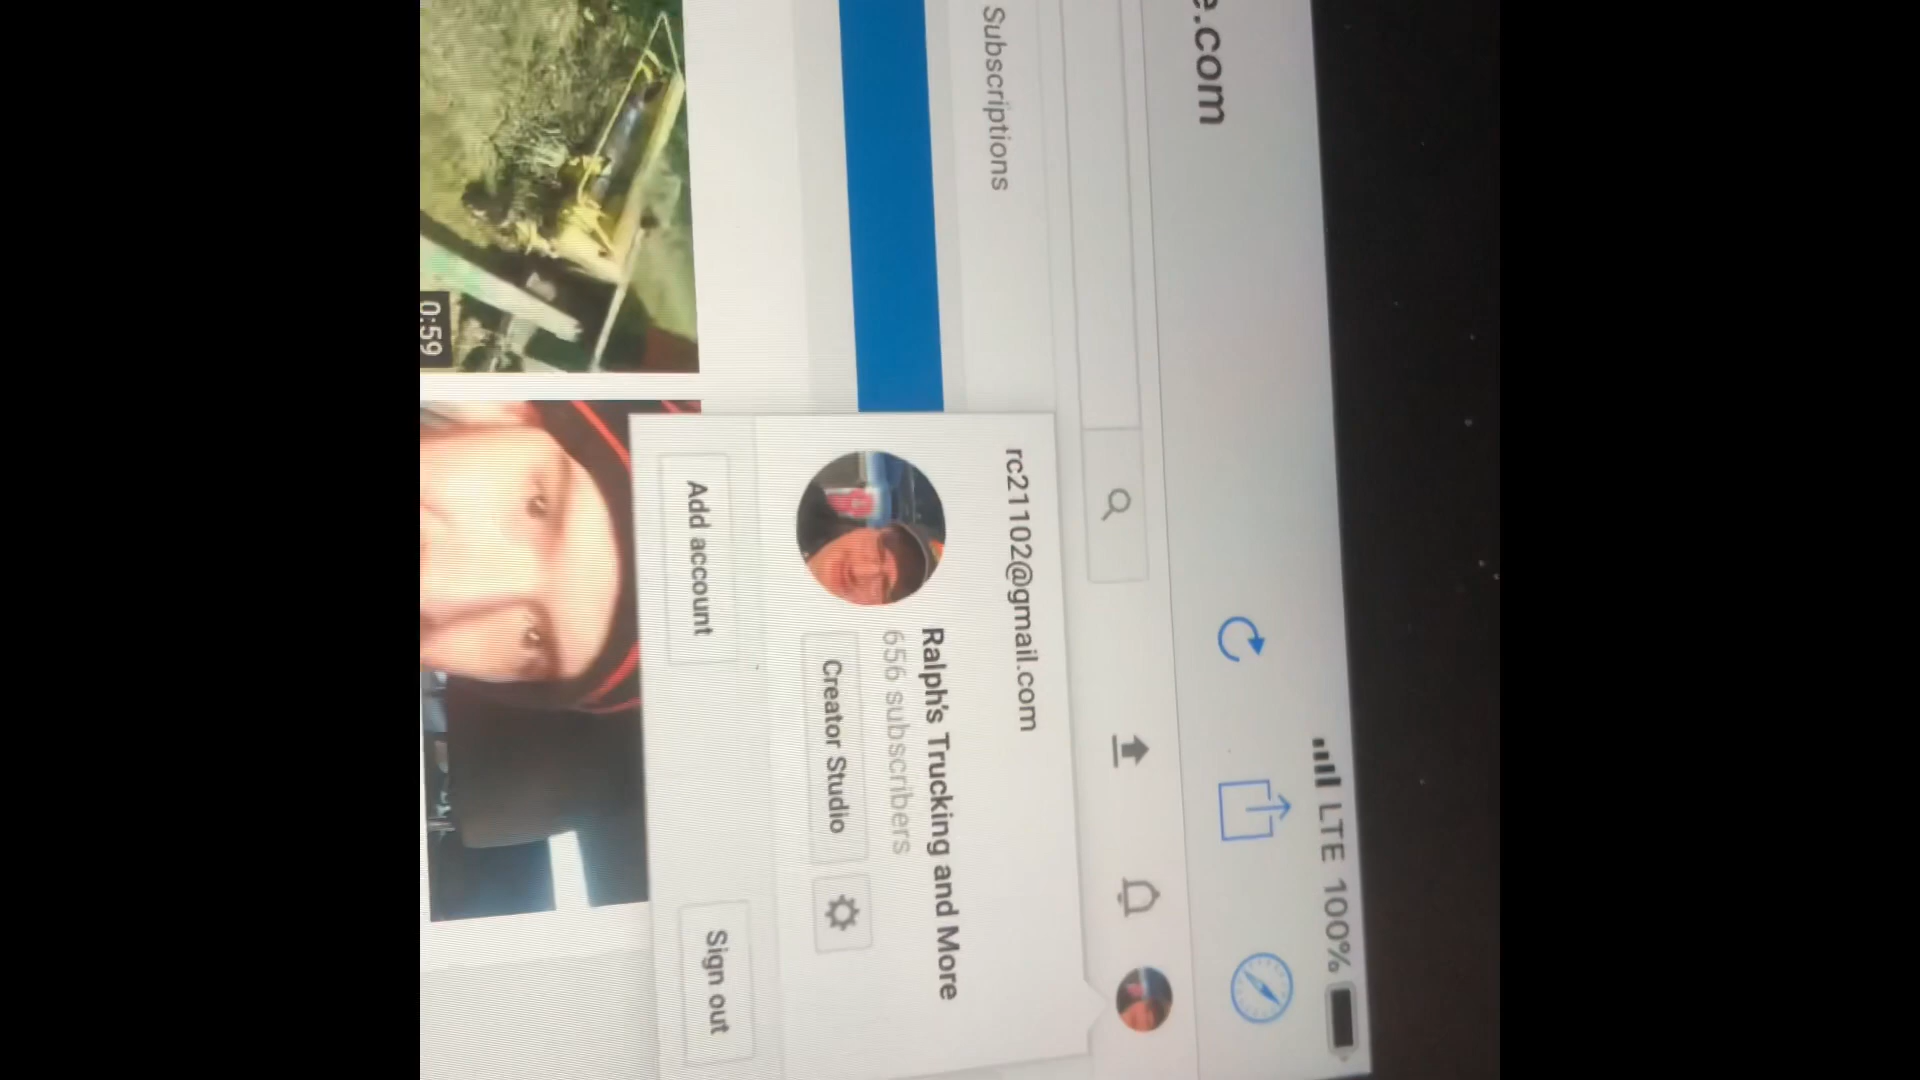 LTE 100%
e.com
Subscriptions
rc21102@gmail.com
Ralph's Trucking and More
656 subscribers
Creator Studio
Add account
Sign out
0:59